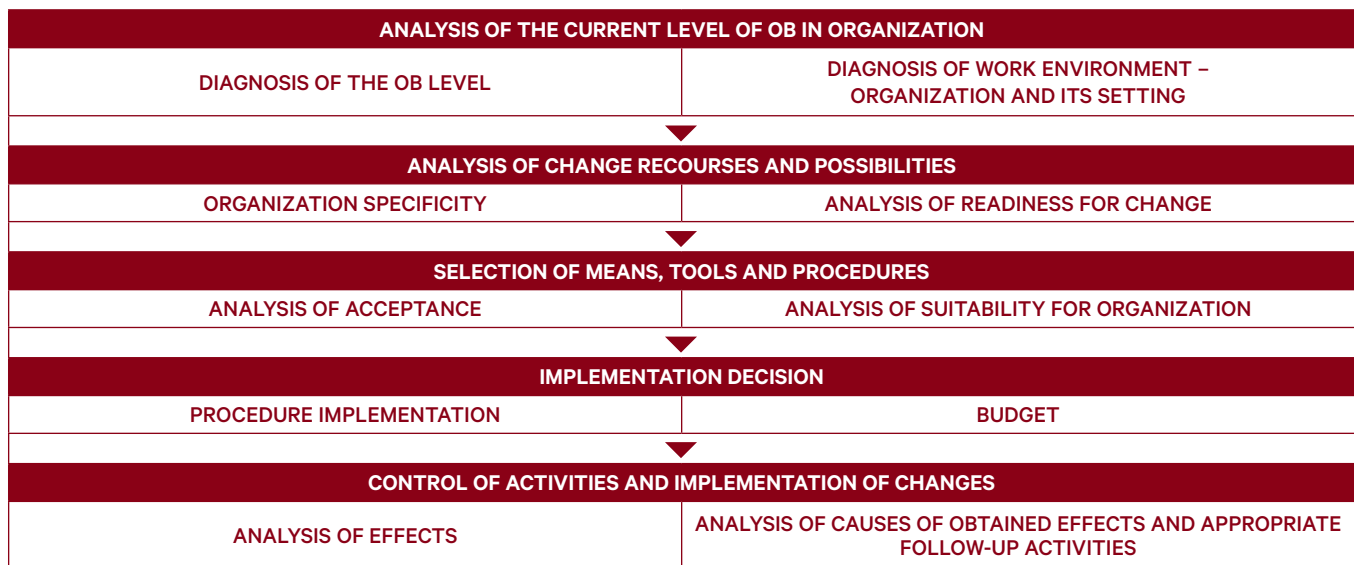 ANALYSIS OF THE CURRENT LEVEL OF OB IN ORGANIZATION
DIAGNOSIS OF THE OB LEVEL
DIAGNOSIS OF WORK ENVIRONMENT –
ORGANIZATION AND ITS SETTING
ANALYSIS OF CHANGE RECOURSES AND POSSIBILITIES
ORGANIZATION SPECIFICITY
ANALYSIS OF READINESS FOR CHANGE
SELECTION OF MEANS, TOOLS AND PROCEDURES
ANALYSIS OF ACCEPTANCE
ANALYSIS OF SUITABILITY FOR ORGANIZATION
IMPLEMENTATION DECISION
PROCEDURE IMPLEMENTATION
BUDGET
CONTROL OF ACTIVITIES AND IMPLEMENTATION OF CHANGES
ANALYSIS OF EFFECTS
ANALYSIS OF CAUSES OF OBTAINED EFFECTS AND APPROPRIATE
FOLLOW-UP ACTIVITIES